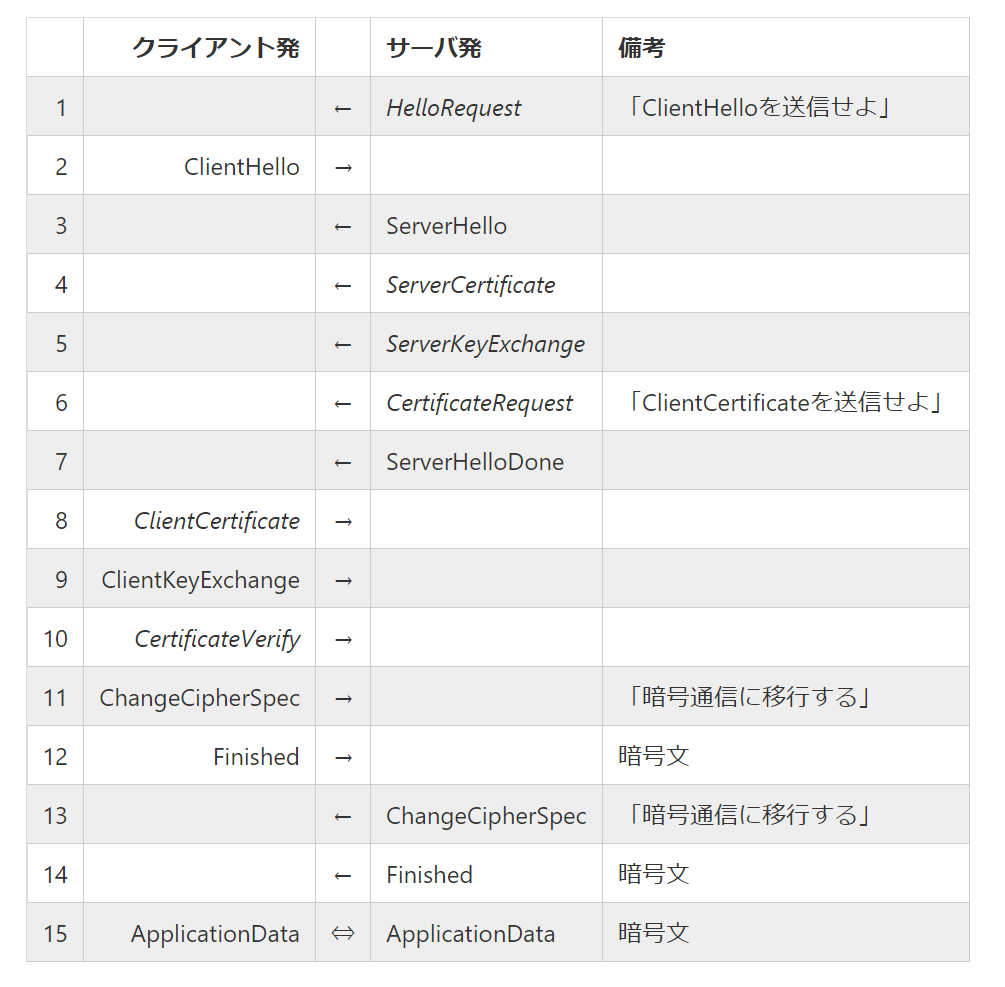 クライアント発 サーバ発 備考
1 ← HelloRequest 「ClientHelloを送信せよ」
2 ClientHello →
3 ← ServerHello
4 ← ServerCertificate
5 ← ServerKeyExchange
6 ← CertificateRequest 「ClientCertificateを送信せよ」
7 ← ServerHelloDone
8 ClientCertificate →
9 ClientKeyExchange →
10 CertificateVerify →
11 ChangeCipherSpec → 「暗号通信に移行する」
12 Finished → 暗号文
13 ← ChangeCipherSpec 「暗号通信に移行する」
14 ← Finished 暗号文
15 ApplicationData ⇔ ApplicationData 暗号文